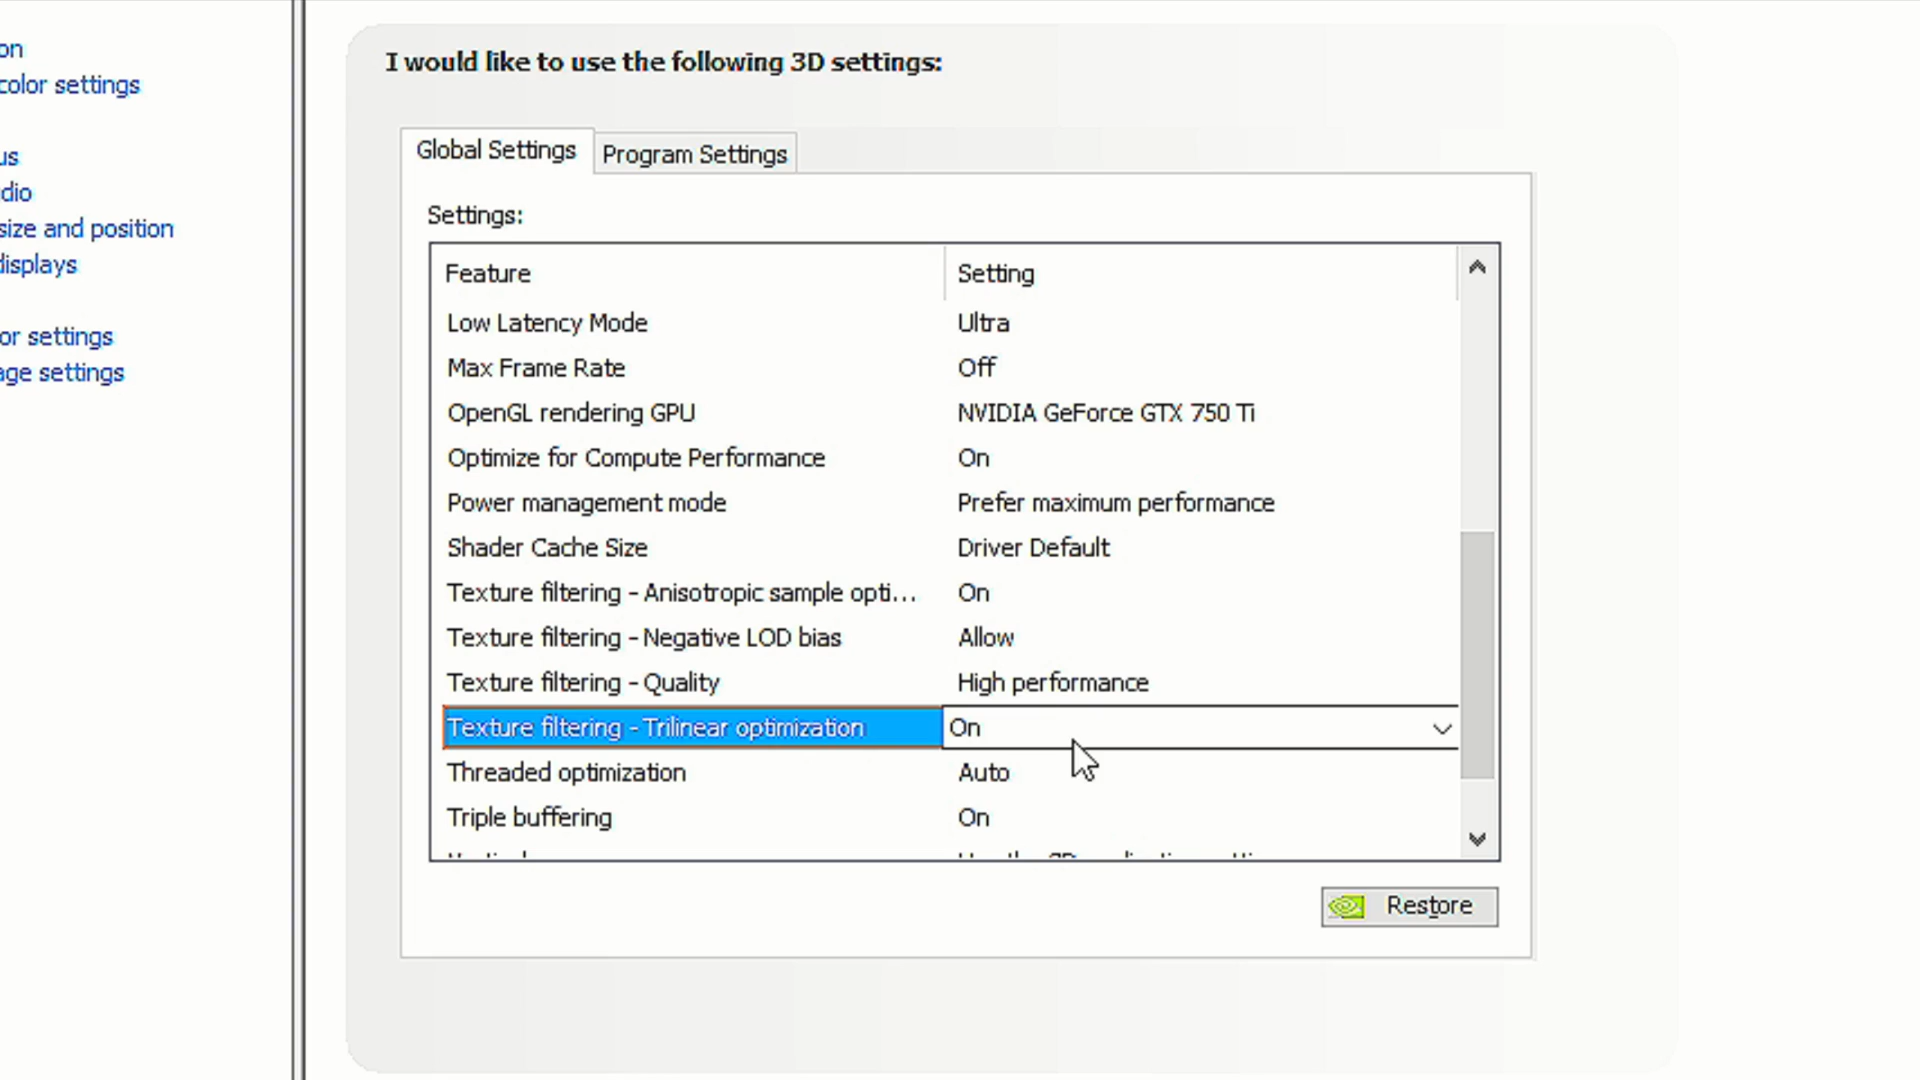 on
color settings
us
dio
size and position
displays
or settings
age settings
I would like to use the following 3D settings:
Global Settings
Program Settings
Settings:
Feature Setting
Low Latency Mode Ultra
Max Frame Rate Off
OpenGL rendering GPU NVIDIA GeForce GTX 750 Ti
Optimize for Compute Performance On
Power management mode Prefer maximum performance
Shader Cache Size Driver Default
Texture filtering - Anisotropic sample opti... On
Texture filtering - Negative LOD bias Allow
Texture filtering - Quality High performance
Texture filtering - Trilinear optimization On
Threaded optimization Auto
Triple buffering On
Restore